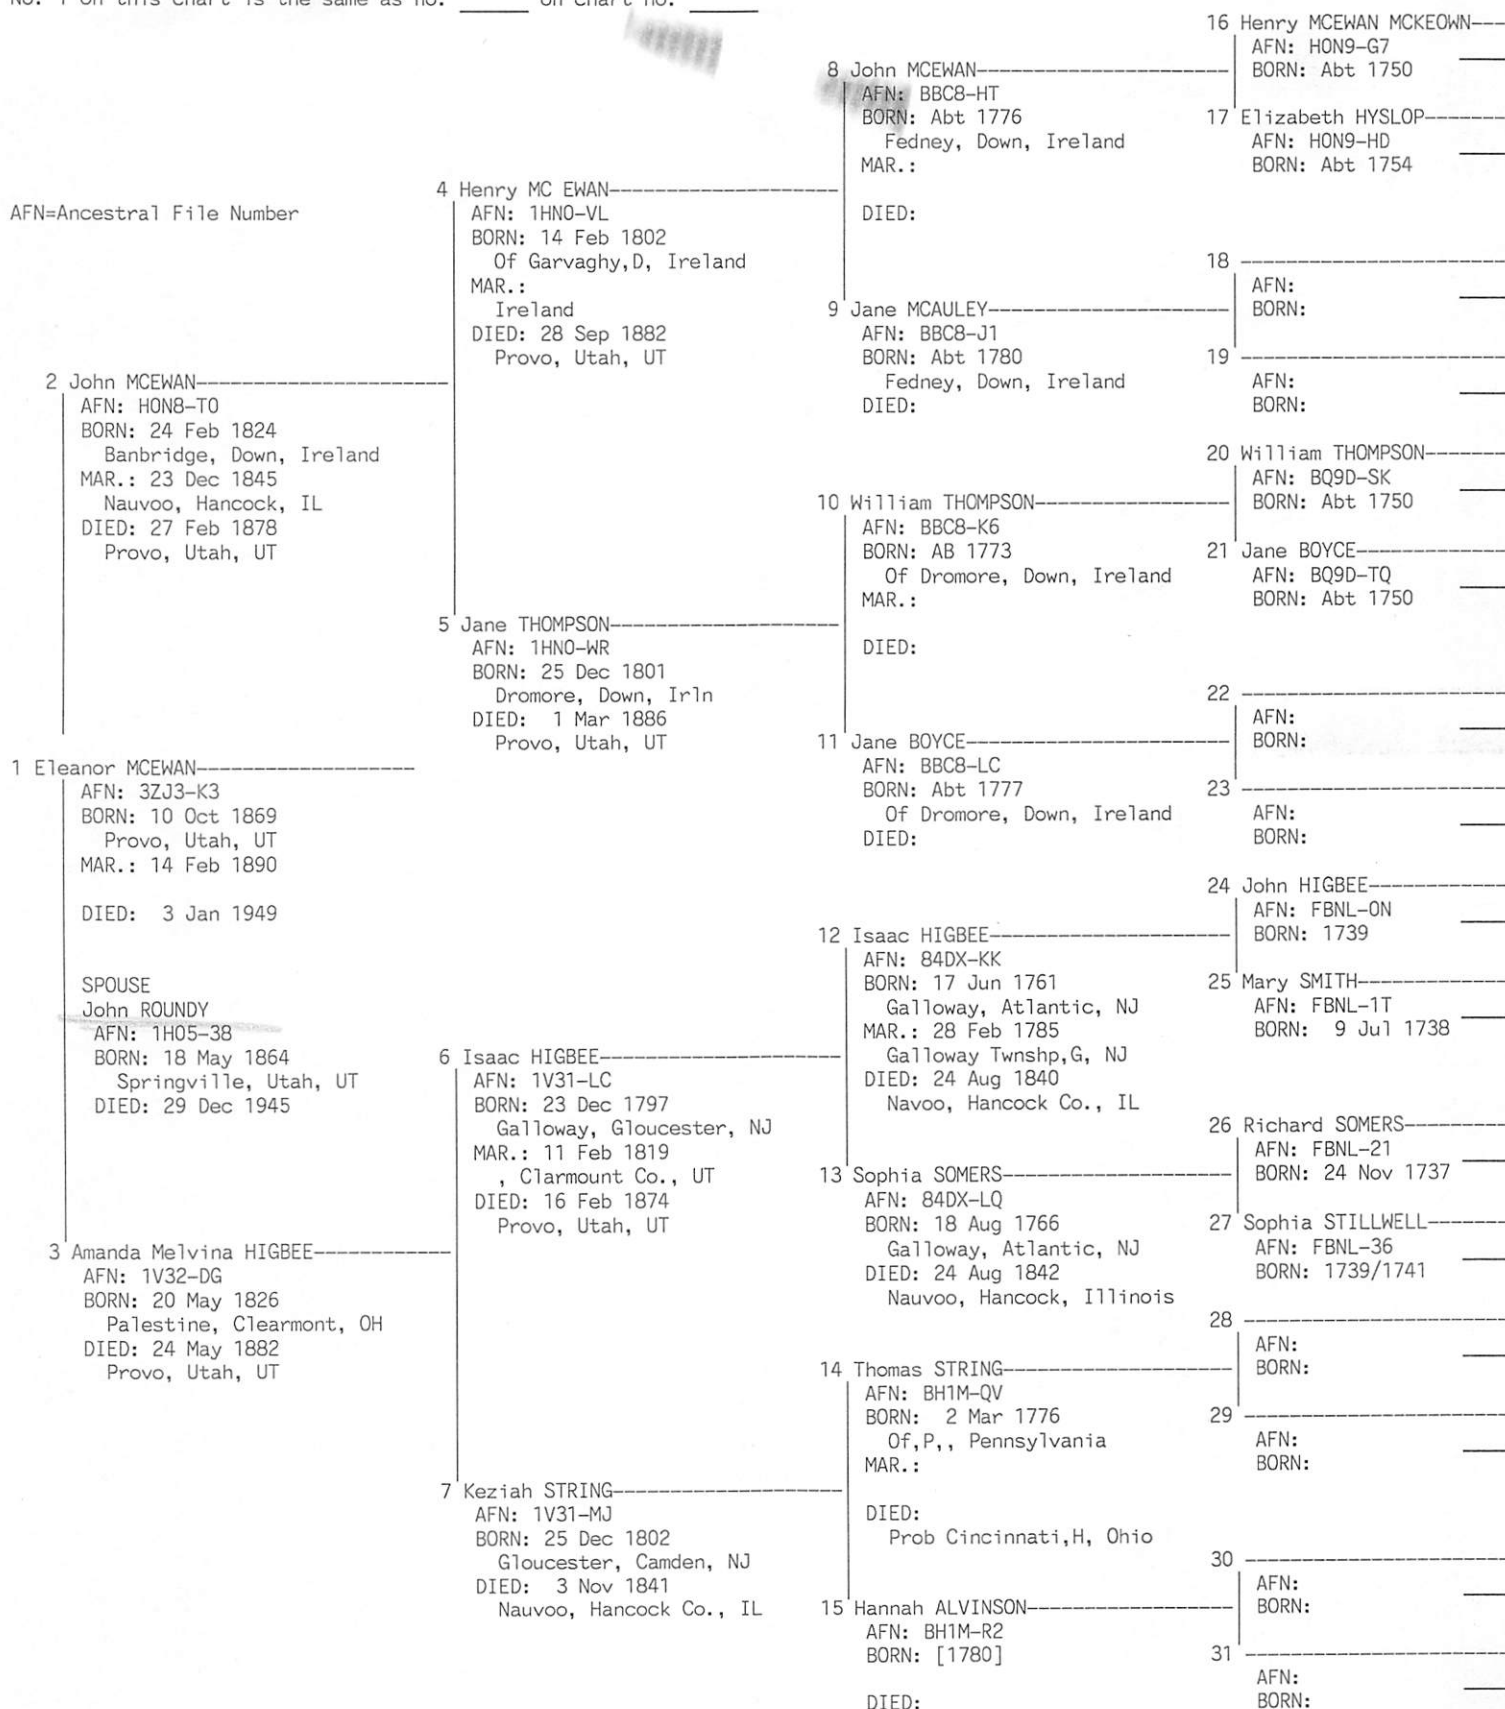 No. 1 on this chart is the same as no. ______ on chart no. ______
AFN=Ancestral File Number
1 Eleanor MCEWAN
AFN: 3ZJ3-K3
BORN: 10 Oct 1869
Provo, Utah, UT
MAR.: 14 Feb 1890
DIED: 3 Jan 1949
SPOUSE
John ROUNDY
AFN: 1H05-38
BORN: 18 May 1864
Springville, Utah, UT
DIED: 29 Dec 1945
2 John MCEWAN
AFN: H0N8-T0
BORN: 24 Feb 1824
Banbridge, Down, Ireland
MAR.: 23 Dec 1845
Nauvoo, Hancock, IL
DIED: 27 Feb 1878
Provo, Utah, UT
3 Amanda Melvina HIGBEE
AFN: 1V32-DG
BORN: 20 May 1826
Palestine, Clearmont, OH
DIED: 24 May 1882
Provo, Utah, UT
4 Henry MC EWAN
AFN: 1HN0-VL
BORN: 14 Feb 1802
Of Garvaghy,D, Ireland
MAR.:
Ireland
DIED: 28 Sep 1882
Provo, Utah, UT
5 Jane THOMPSON
AFN: 1HN0-WR
BORN: 25 Dec 1801
Dromore, Down, Irln
DIED: 1 Mar 1886
Provo, Utah, UT
6 Isaac HIGBEE
AFN: 1V31-LC
BORN: 23 Dec 1797
Galloway, Gloucester, NJ
MAR.: 11 Feb 1819
, Clarmount Co., UT
DIED: 16 Feb 1874
Provo, Utah, UT
7 Keziah STRING
AFN: 1V31-MJ
BORN: 25 Dec 1802
Gloucester, Camden, NJ
DIED: 3 Nov 1841
Nauvoo, Hancock Co., IL
8 John MCEWAN
AFN: BBC8-HT
BORN: Abt 1776
Fedney, Down, Ireland
MAR.:
DIED:
9 Jane MCAULEY
AFN: BBC8-J1
BORN: Abt 1780
Fedney, Down, Ireland
DIED:
10 William THOMPSON
AFN: BBC8-K6
BORN: AB 1773
Of Dromore, Down, Ireland
MAR.:
DIED:
11 Jane BOYCE
AFN: BBC8-LC
BORN: Abt 1777
Of Dromore, Down, Ireland
DIED:
12 Isaac HIGBEE
AFN: 84DX-KK
BORN: 17 Jun 1761
Galloway, Atlantic, NJ
MAR.: 28 Feb 1785
Galloway Twnshp,G, NJ
DIED: 24 Aug 1840
Navoo, Hancock Co., IL
13 Sophia SOMERS
AFN: 84DX-LQ
BORN: 18 Aug 1766
Galloway, Atlantic, NJ
DIED: 24 Aug 1842
Nauvoo, Hancock, Illinois
14 Thomas STRING
AFN: BH1M-QV
BORN: 2 Mar 1776
Of,P,, Pennsylvania
MAR.:
DIED:
Prob Cincinnati,H, Ohio
15 Hannah ALVINSON
AFN: BH1M-R2
BORN: [1780]
DIED:
16 Henry MCEWAN MCKEOWN
AFN: H0N9-G7
BORN: Abt 1750
17 Elizabeth HYSLOP
AFN: H0N9-HD
BORN: Abt 1754
18
AFN:
BORN:
19
AFN:
BORN:
20 William THOMPSON
AFN: BQ9D-SK
BORN: Abt 1750
21 Jane BOYCE
AFN: BQ9D-TQ
BORN: Abt 1750
22
AFN:
BORN:
23
AFN:
BORN:
24 John HIGBEE
AFN: FBNL-0N
BORN: 1739
25 Mary SMITH
AFN: FBNL-1T
BORN: 9 Jul 1738
26 Richard SOMERS
AFN: FBNL-21
BORN: 24 Nov 1737
27 Sophia STILLWELL
AFN: FBNL-36
BORN: 1739/1741
28
AFN:
BORN:
29
AFN:
BORN:
30
AFN:
BORN:
31
AFN:
BORN: